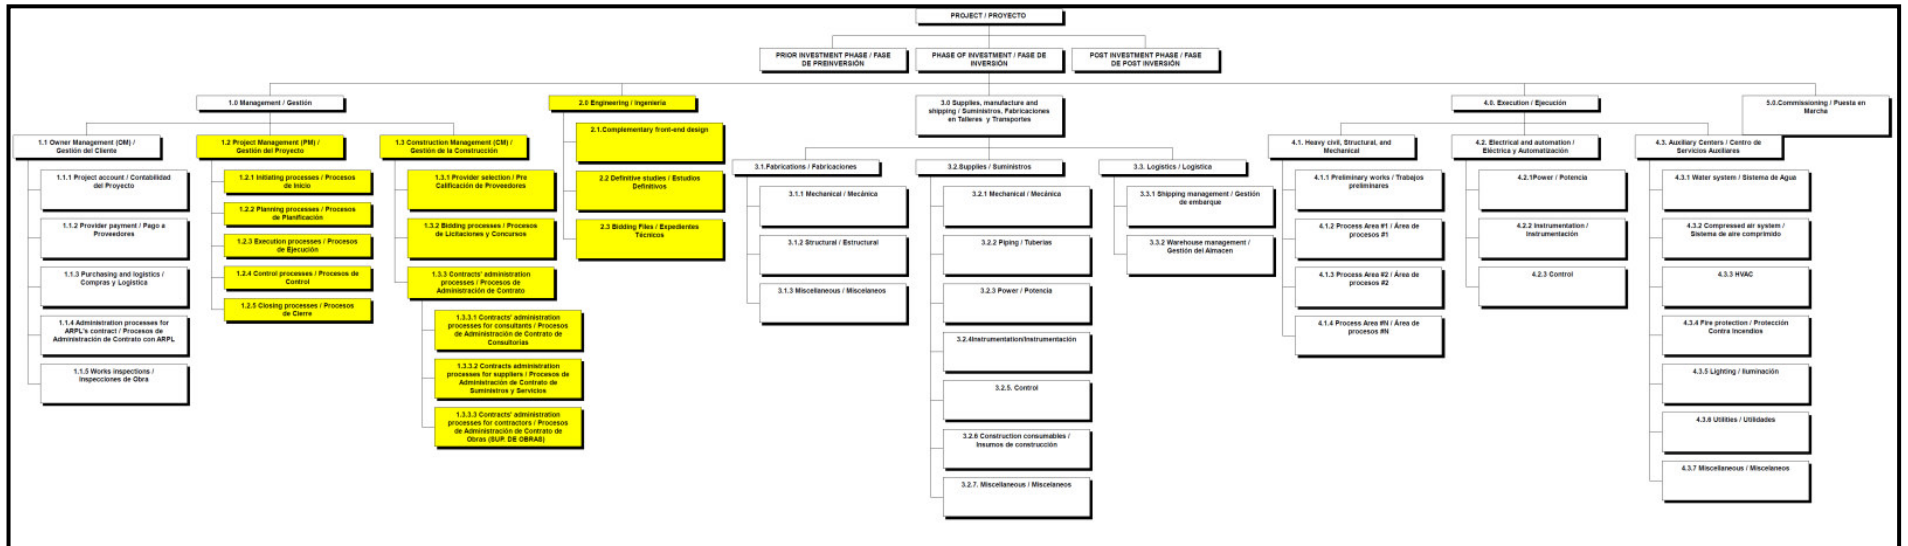 PROJECT / PROYECTO
PRIOR INVESTMENT PHASE / FASE
DE PREINVERSIÓN
PHASE OF INVESTMENT / FASE DE
INVERSIÓN
POST INVESTMENT PHASE / FASE
DE POST INVERSIÓN
1.0 Management / Gestión
2.0 Engineering / Ingeniería
3.0 Supplies, manufacture and
shipping / Suministros, Fabricaciones
en Talleres y Transportes
4.0. Execution / Ejecución
5.0.Commissioning / Puesta en
Marcha
1.1 Owner Management (OM) /
Gestión del Cliente
1.1.1 Project account / Contabilidad
del Proyecto
1.1.2 Provider payment / Pago a
Proveedores
1.1.3 Purchasing and logistics /
Compras y Logística
1.1.4 Administration processes for
ARPL's contract / Procesos de
Administración de Contrato con ARPL
1.1.5 Works inspections /
Inspecciones de Obra
1.2 Project Management (PM) /
Gestión del Proyecto
1.2.1 Initiating processes / Procesos
de Inicio
1.2.2 Planning processes / Procesos
de Planificación
1.2.3 Execution processes / Procesos
de Ejecución
1.2.4 Control processes / Procesos de
Control
1.2.5 Closing processes / Procesos
de Cierre
1.3 Construction Management (CM) /
Gestión de la Construcción
1.3.1 Provider selection / Pre
Calificación de Proveedores
1.3.2 Bidding processes / Procesos
de Licitaciones y Concursos
1.3.3 Contracts' administration
processes / Procesos de
Administración de Contrato
1.3.3.1 Contracts' administration
processes for consultants / Procesos
de Administración de Contrato de
Consultorías
1.3.3.2 Contracts administration
processes for suppliers / Procesos de
Administración de Contrato de
Suministros y Servicios
1.3.3.3 Contracts' administration
processes for contractors / Procesos
de Administración de Contrato de
Obras (SUP. DE OBRAS)
2.1.Complementary front-end design
2.2 Definitive studies / Estudios
Definitivos
2.3 Bidding Files / Expedientes
Técnicos
3.1.Fabrications / Fabricaciones
3.1.1 Mechanical / Mecánica
3.1.2 Structural / Estructural
3.1.3 Miscellaneous / Miscelaneos
3.2.Supplies / Suministros
3.2.1 Mechanical / Mecánica
3.2.2 Piping / Tuberías
3.2.3 Power / Potencia
3.2.4Instrumentation/Instrumentación
3.2.5. Control
3.2.6 Construction consumables /
Insumos de construcción
3.2.7. Miscellaneous / Miscelaneos
3.3. Logistics / Logística
3.3.1 Shipping management / Gestión
de embarque
3.3.2 Warehouse management /
Gestión del Almacen
4.1. Heavy civil, Structural, and
Mechanical
4.1.1 Preliminary works / Trabajos
preliminares
4.1.2 Process Area #1 / Área de
procesos #1
4.1.3 Process Area #2 / Área de
procesos #2
4.1.4 Process Area #N / Área de
procesos #N
4.2. Electrical and automation /
Eléctrica y Automatización
4.2.1Power / Potencia
4.2.2 Instrumentation /
Instrumentación
4.2.3 Control
4.3. Auxiliary Centers / Centro de
Servicios Auxiliares
4.3.1 Water system / Sistema de Agua
4.3.2 Compressed air system /
Sistema de aire comprimido
4.3.3 HVAC
4.3.4 Fire protection / Protección
Contra Incendios
4.3.5 Lighting / Iluminación
4.3.6 Utilities / Utilidades
4.3.7 Miscellaneous / Miscelaneos